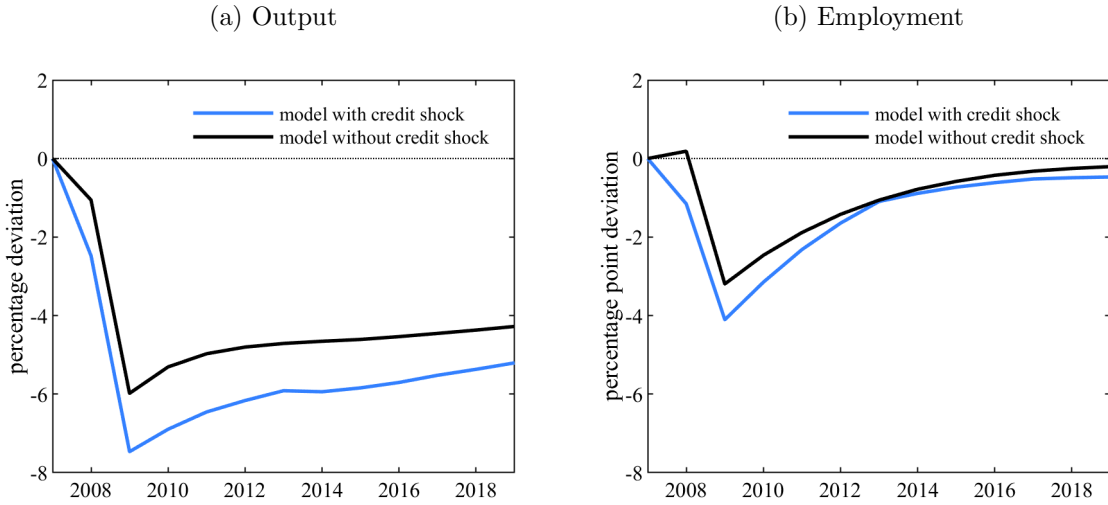 (a) Output
percentage deviation
2
0
-2
-4
-6
-8
model with credit shock
model without credit shock
2008 2010 2012 2014 2016 2018
(b) Employment
percentage point deviation
2
0
-2
-4
-6
-8
model with credit shock
model without credit shock
2008 2010 2012 2014 2016 2018